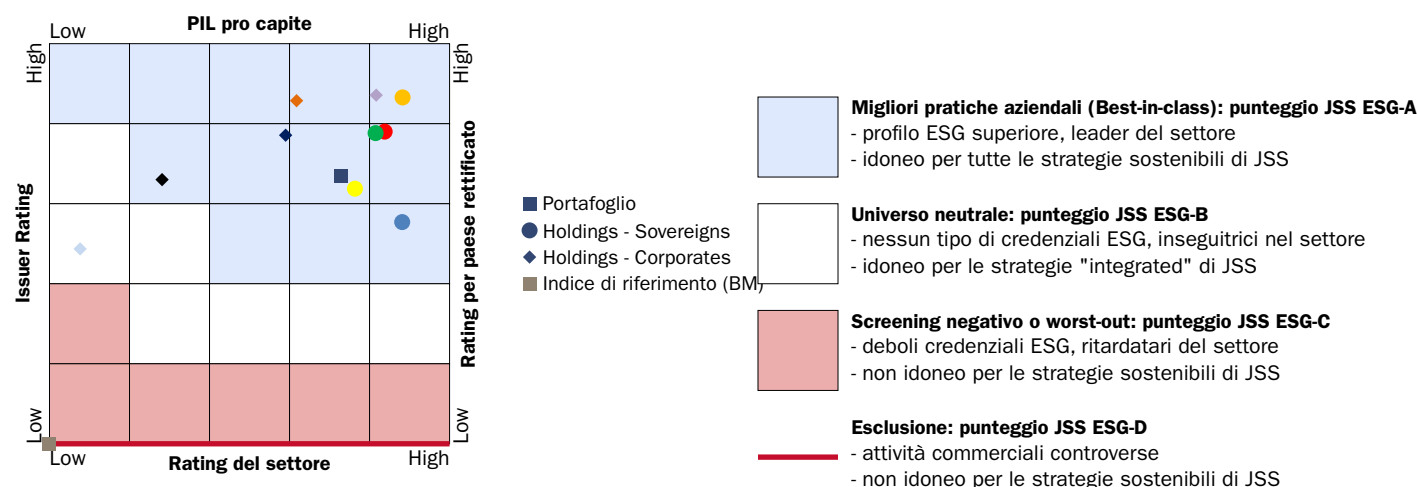 PIL pro capite
Low
High
High
High
Issuer Rating
Rating per paese rettificato
Low
Low
Low
High
Rating del settore
Portafoglio
Holdings - Sovereigns
Holdings - Corporates
Indice di riferimento (BM)
Migliori pratiche aziendali (Best-in-class): punteggio JSS ESG-A
- profilo ESG superiore, leader del settore
- idoneo per tutte le strategie sostenibili di JSS
Universo neutrale: punteggio JSS ESG-B
- nessun tipo di credenziali ESG, inseguitrici nel settore
- idoneo per le strategie "integrated" di JSS
Screening negativo o worst-out: punteggio JSS ESG-C
- deboli credenziali ESG, ritardatari del settore
- non idoneo per le strategie sostenibili di JSS
Esclusione: punteggio JSS ESG-D
- attività commerciali controverse
- non idoneo per le strategie sostenibili di JSS